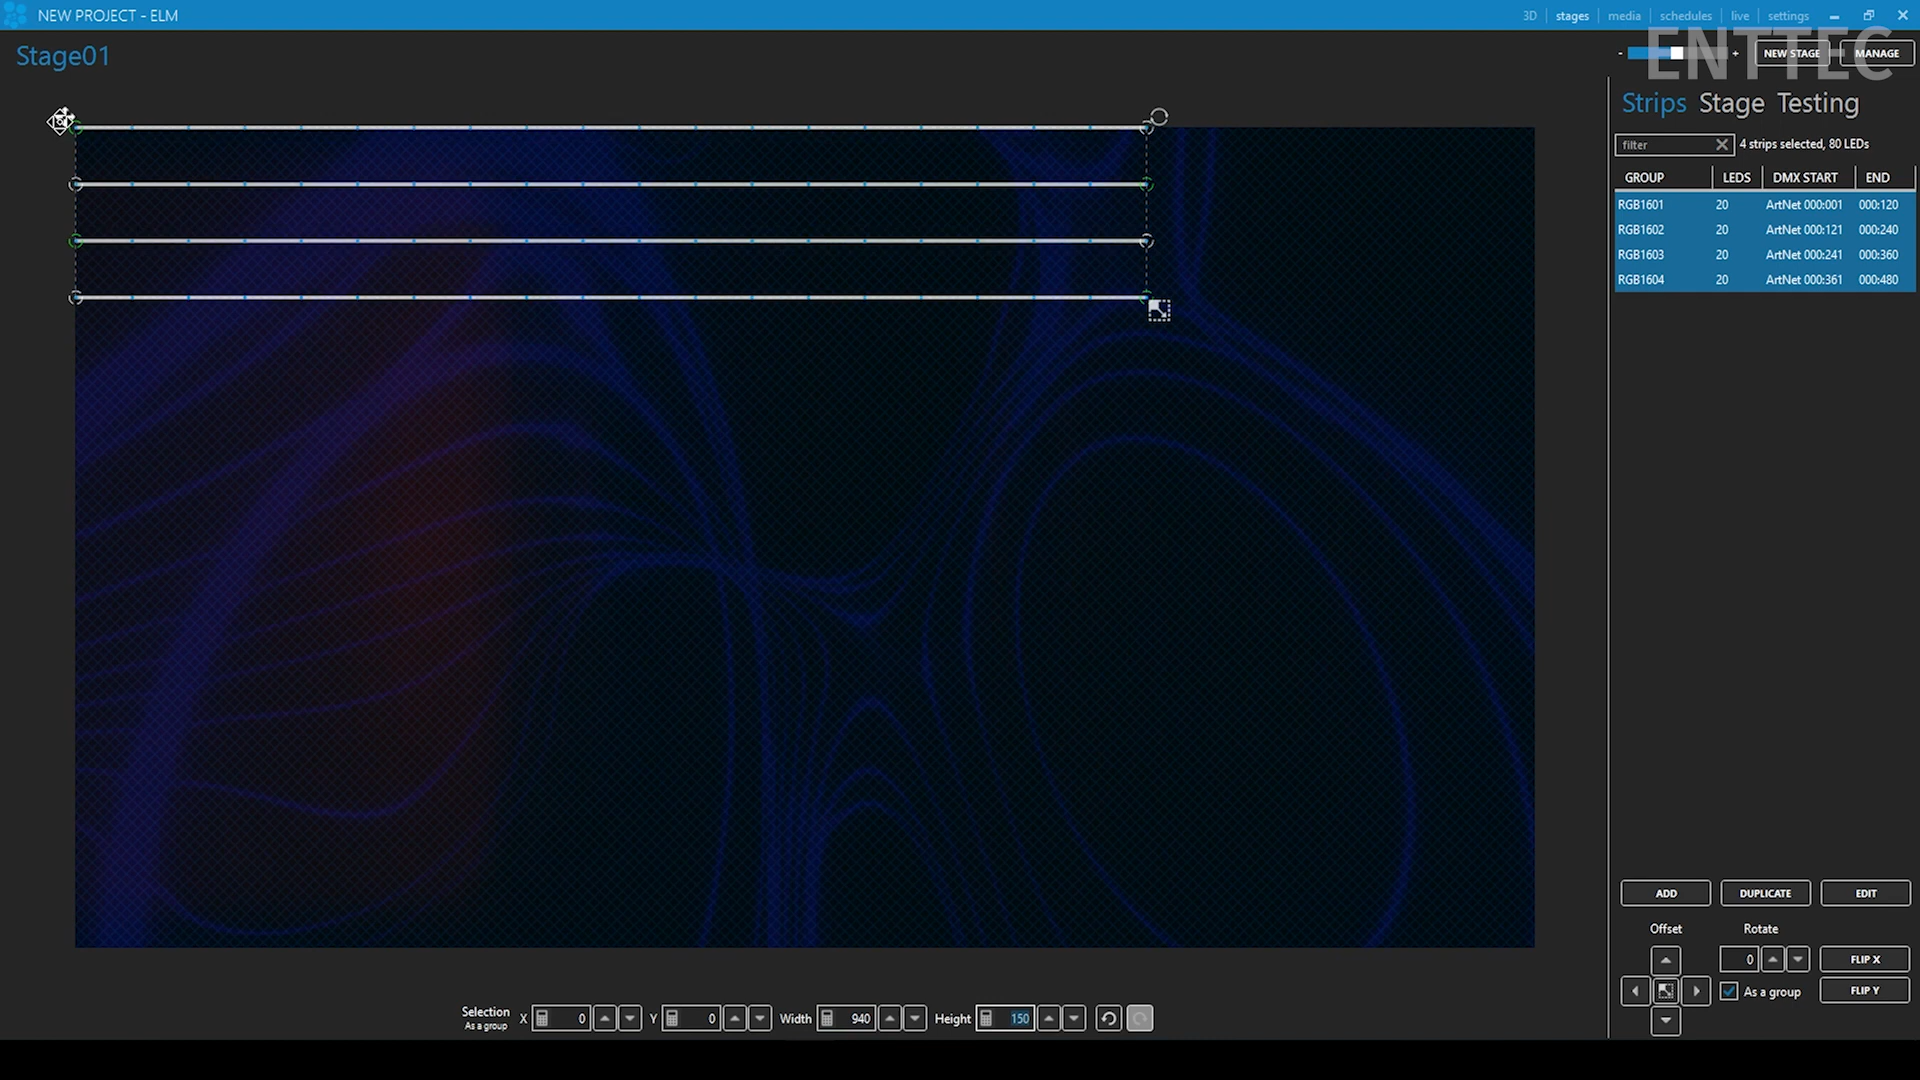 NEW PROJECT - ELM
3D stages media schedules live settings
Stage01
ENTTEC
- + NEW STAGE MANAGE
Strips Stage Testing
filter 4 strips selected, 80 LEDs
GROUP LEDS DMX START END
RGB1601 20 ArtNet 000:001 000:120
RGB1602 20 ArtNet 000:121 000:240
RGB1603 20 ArtNet 000:241 000:360
RGB1604 20 ArtNet 000:361 000:480
ADD DUPLICATE EDIT
Offset Rotate
0 FLIP X
As a group FLIP Y
Selection
As a group
X 0 Y 0 Width 940 Height 150